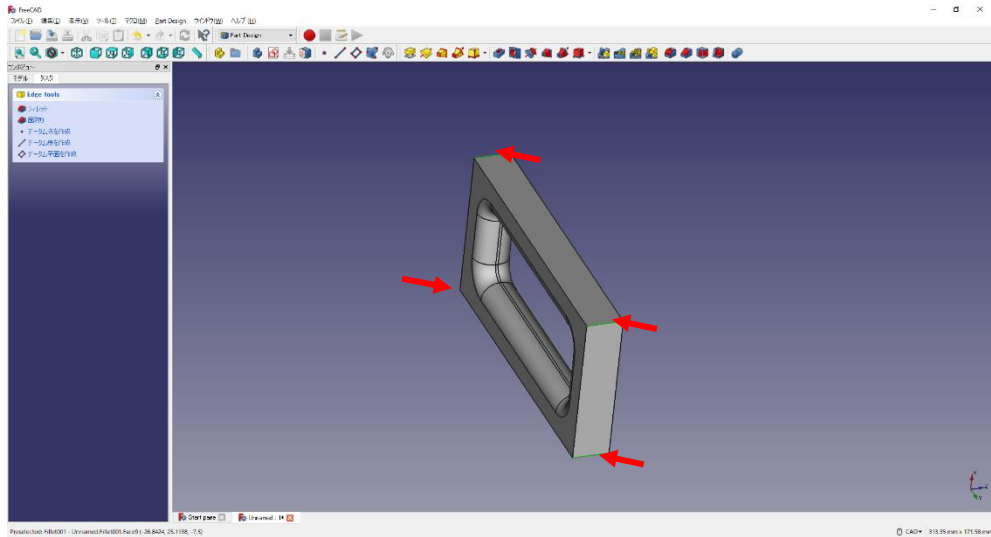 FreeCAD
ファイル(F) 編集(E) 表示(V) ツール(T) マクロ(M) Part Design ウインドウ(W) ヘルプ(H)
Part Design
コンボビュー
モデル タスク
Edge tools
フィレット
面取り
データム点を作成
データム線を作成
データム平面を作成
Start page Unnamed : 1*
Preselected: Fillet001 - Unnamed.Fillet001.Face9 (-26.8424, 25.1138, -7.5)
CAD 313.35 mm x 171.58 mm